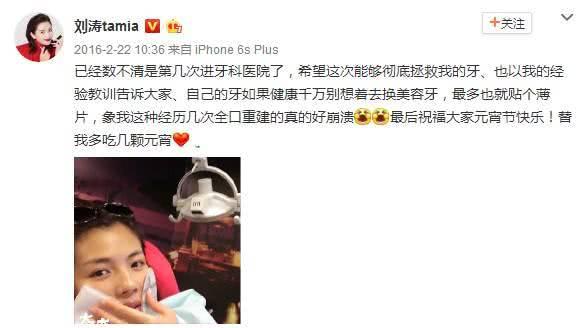 刘涛tamia
+关注
2016-2-22 10:36 来自 iPhone 6s Plus
已经数不清是第几次进牙科医院了，希望这次能够彻底拯救我的牙、也以我的经
验教训告诉大家、自己的牙如果健康千万别想着去换美容牙，最多也就贴个薄
片，象我这种经历几次全口重建的真的好崩溃😭😭最后祝福大家元宵节快乐！替
我多吃几颗元宵❤️